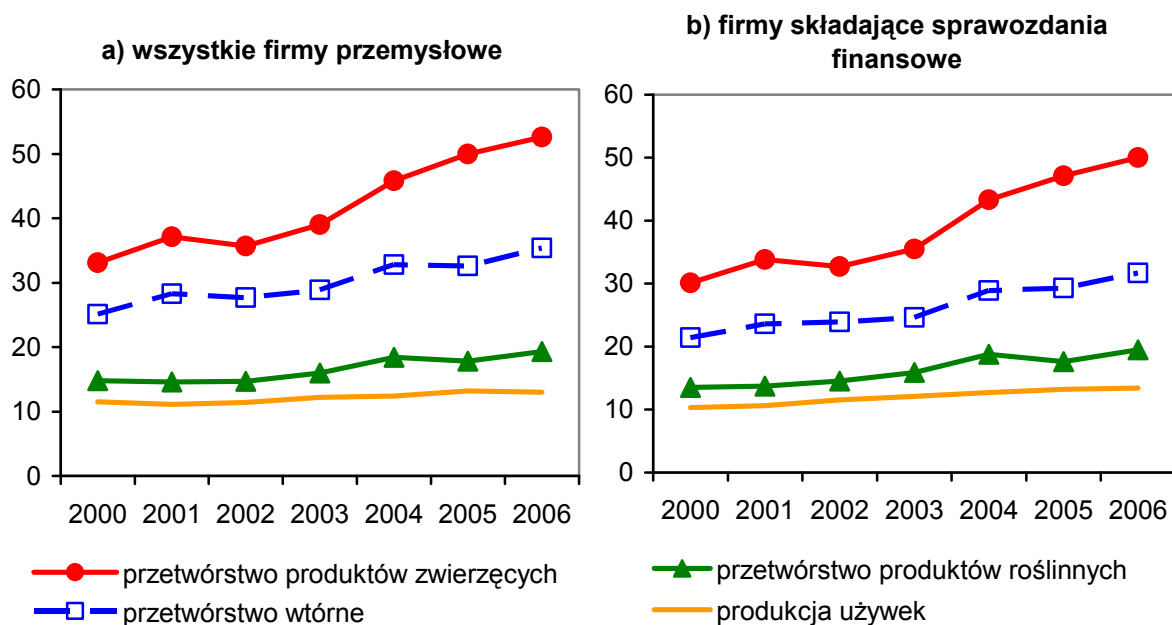 a) wszystkie firmy przemysłowe
60
50
40
30
20
10
0
2000 2001 2002 2003 2004 2005 2006
b) firmy składające sprawozdania
finansowe
60
50
40
30
20
10
0
2000 2001 2002 2003 2004 2005 2006
przetwórstwo produktów zwierzęcych
przetwórstwo wtórne
przetwórstwo produktów roślinnych
produkcja używek